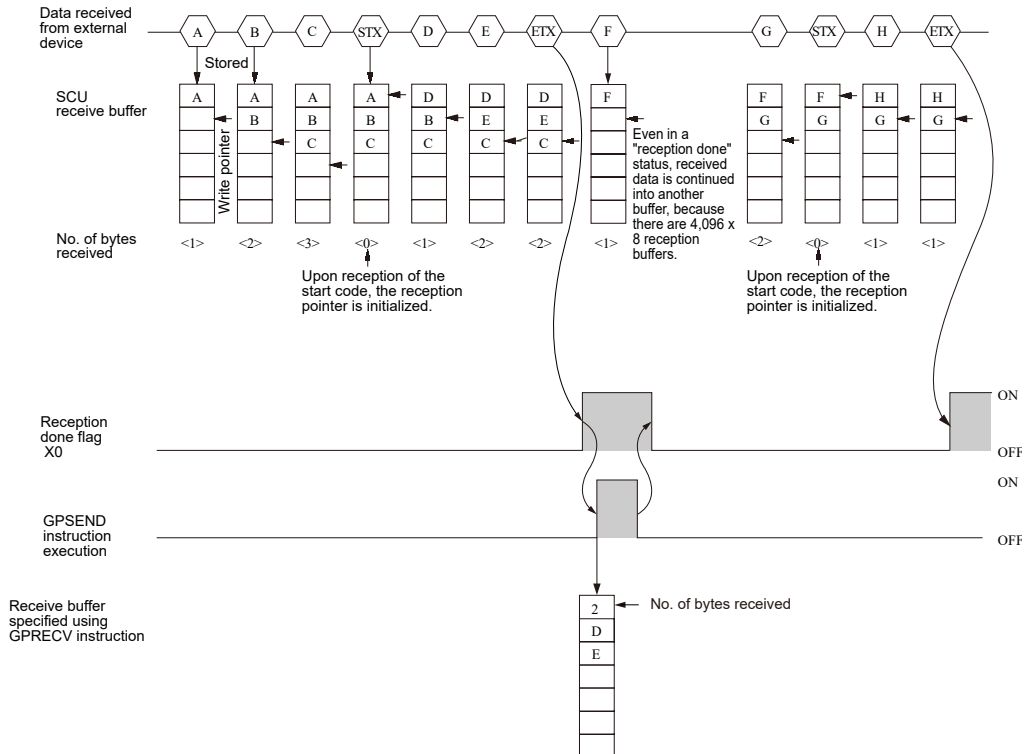 Data received
from external
device
A B C STX D E ETX F G STX H ETX
Stored
SCU
receive buffer
A A A A D D D F F F H H
B B B B E E G G G G
C C C C C
Write pointer
Even in a
"reception done"
status, received
data is continued
into another
buffer, because
there are 4,096 x
8 reception
buffers.
No. of bytes
received
<1> <2> <3> <0> <1> <2> <2> <1> <2> <0> <1> <1>
Upon reception of the
start code, the reception
pointer is initialized.
Upon reception of the
start code, the reception
pointer is initialized.
Reception
done flag
X0
ON
OFF
GPSEND
instruction
execution
ON
OFF
Receive buffer
specified using
GPRECV instruction
2
D
E
No. of bytes received